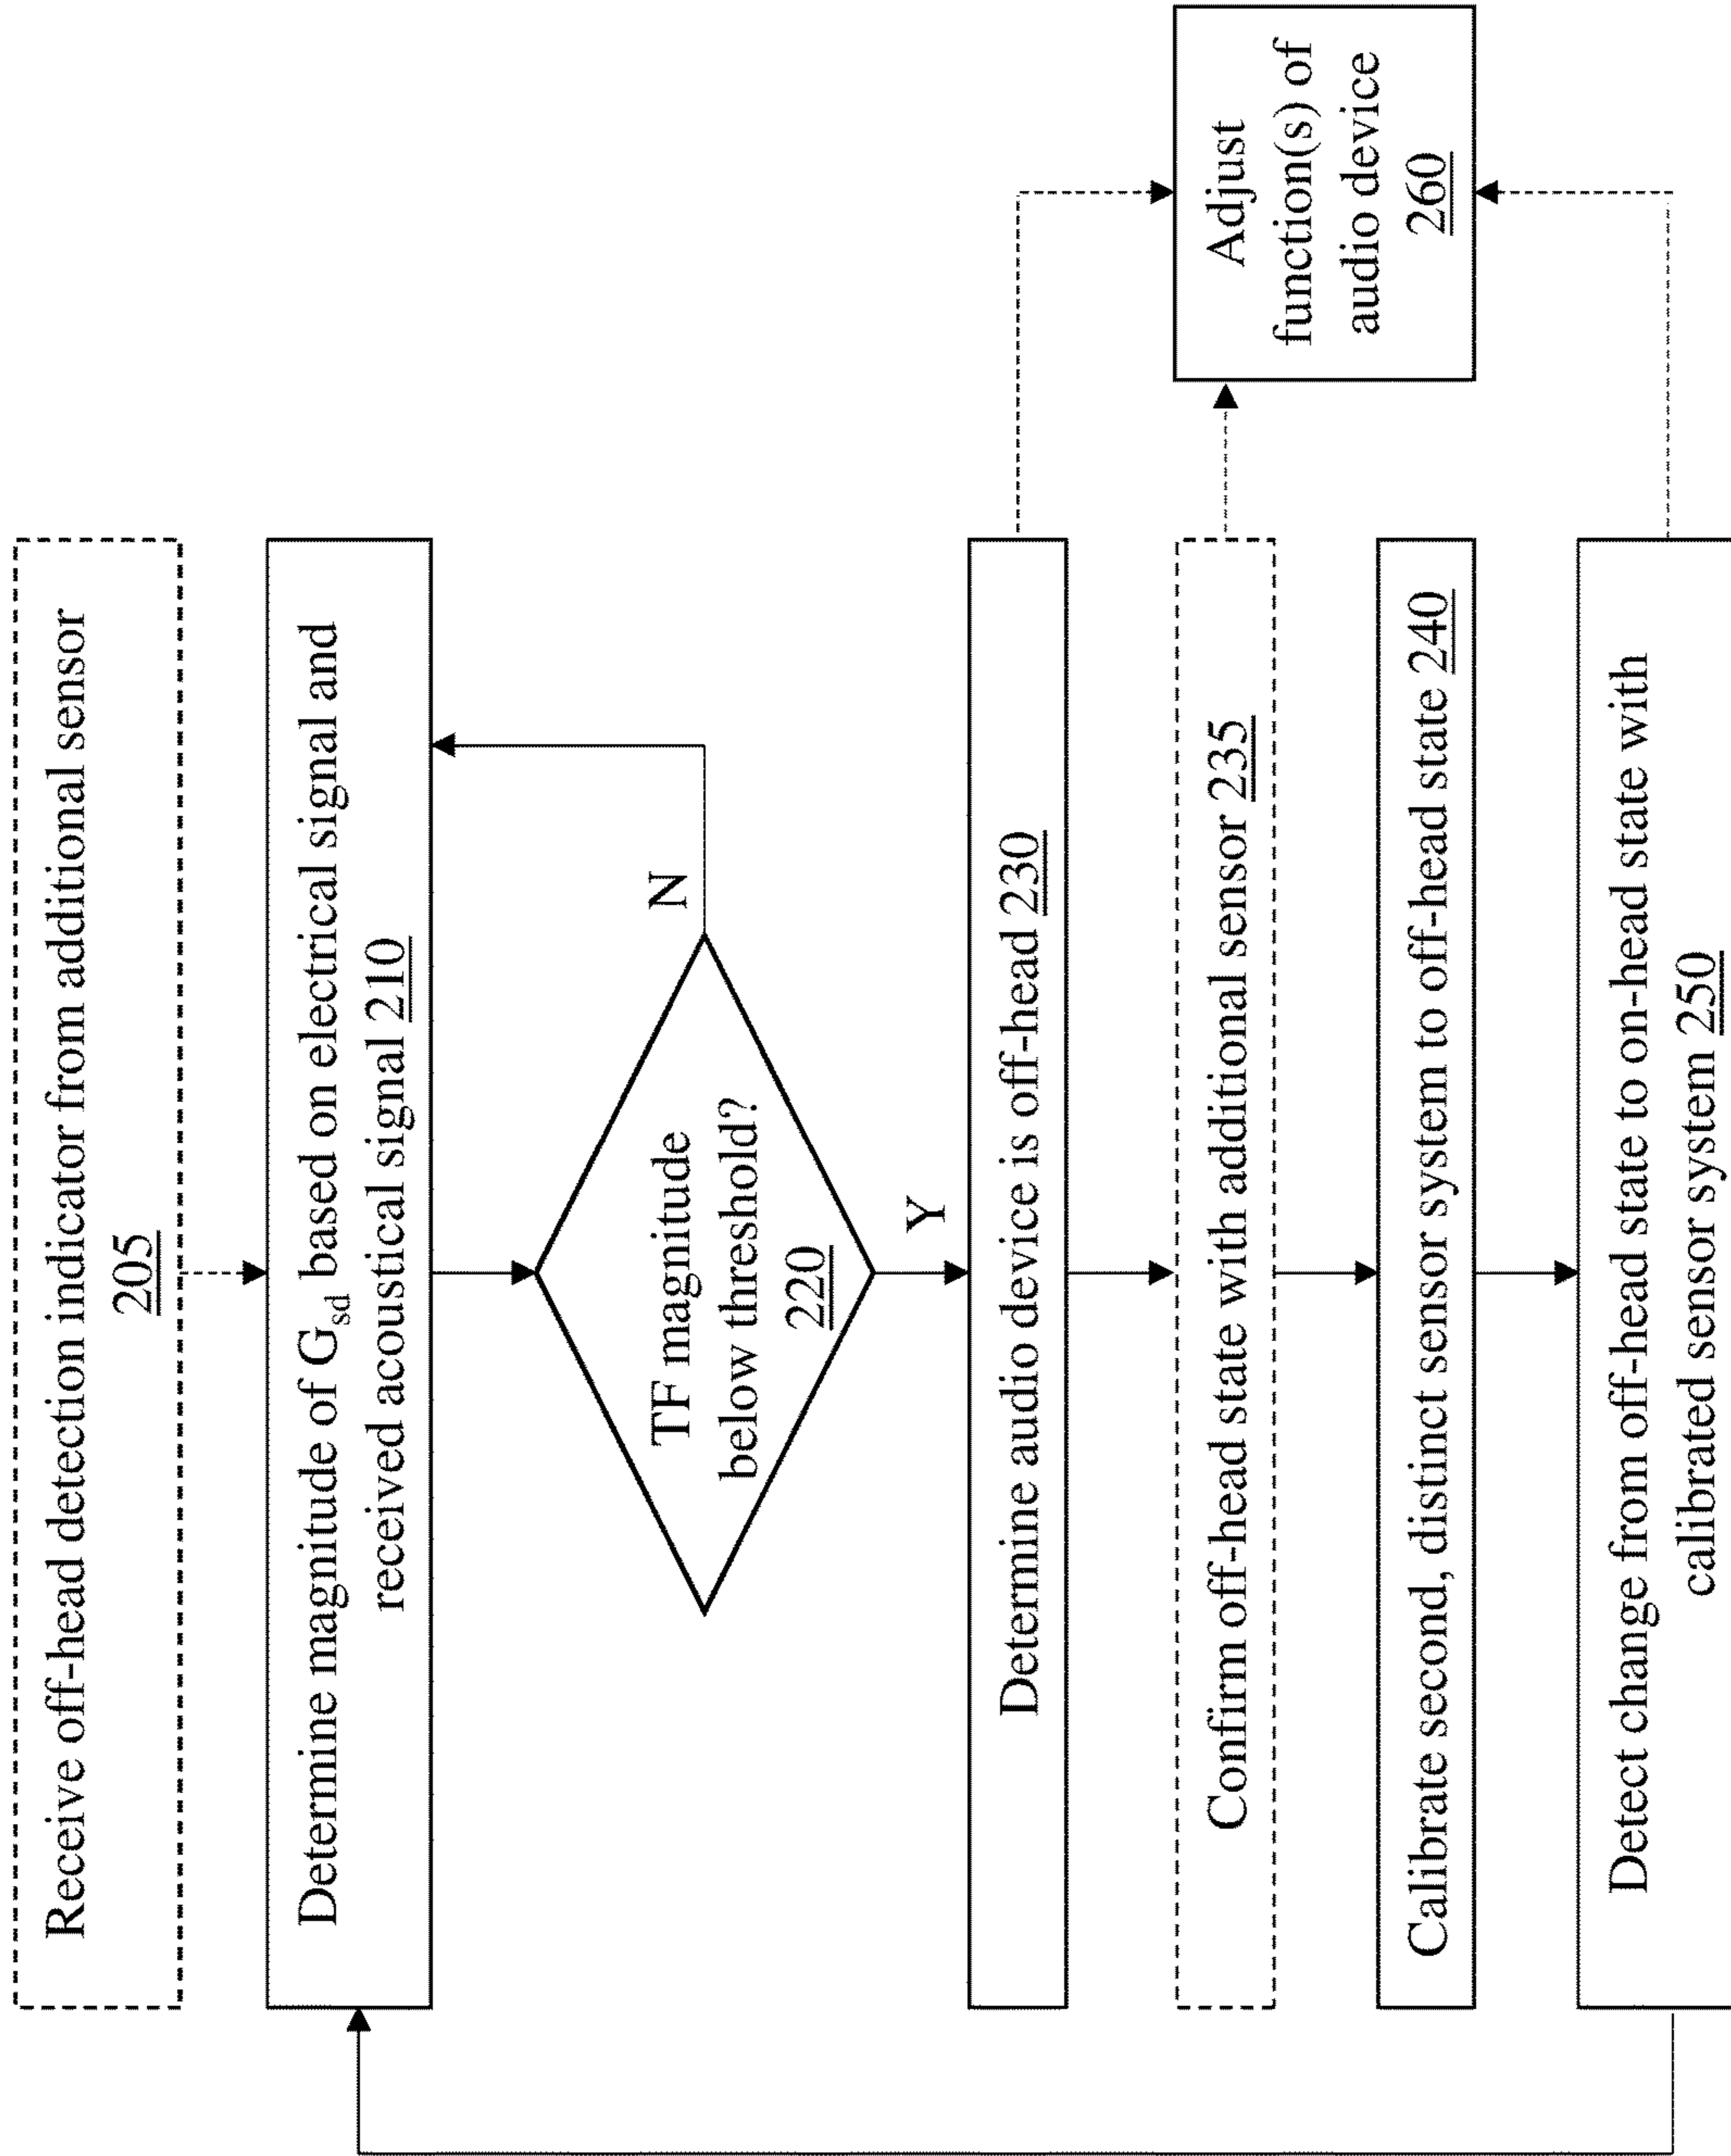 Receive off-head detection indicator from additional sensor
205
Determine magnitude of Gsd based on electrical signal and
received acoustical signal 210
TF magnitude
below threshold?
220
N
Y
Determine audio device is off-head 230
Confirm off-head state with additional sensor 235
Calibrate second, distinct sensor system to off-head state 240
Detect change from off-head state to on-head state with
calibrated sensor system 250
Adjust
function(s) of
audio device
260